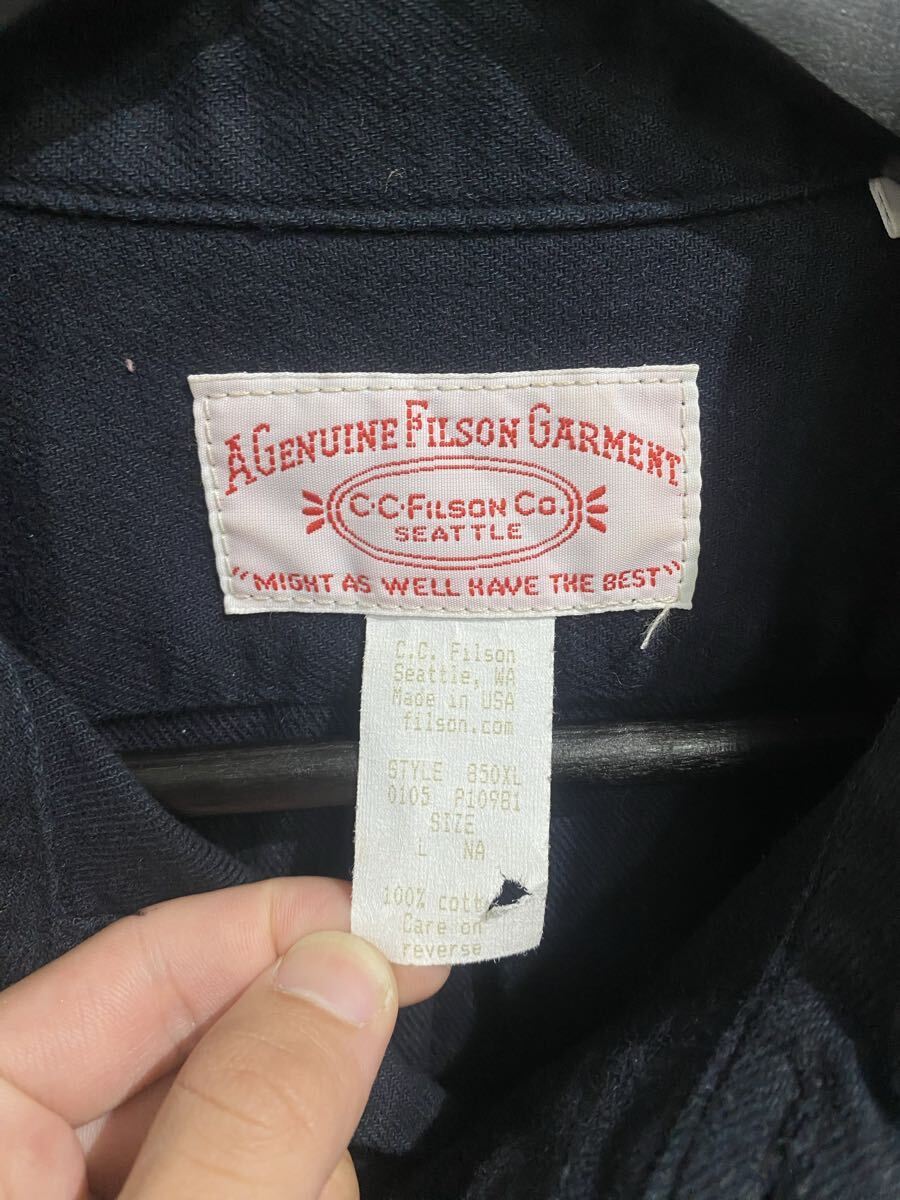 A GENUINE FILSON GARMENT
C·C·FILSON CO.
SEATTLE
"MIGHT AS WELL HAVE THE BEST"
C.C. Filson
Seattle, WA
Made in USA
filson.com
STYLE 850XL
0105 P10981
SIZE
L NA
100% cott
Care on
reverse